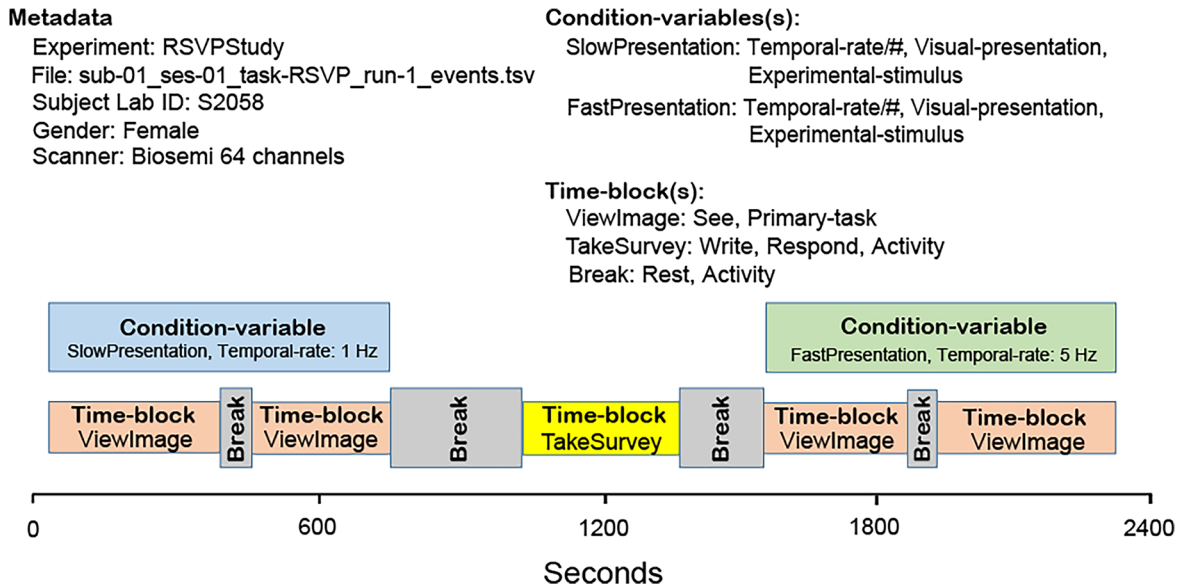 Metadata
Experiment: RSVPStudy
File: sub-01_ses-01_task-RSVP_run-1_events.tsv
Subject Lab ID: S2058
Gender: Female
Scanner: Biosemi 64 channels
Condition-variables(s):
SlowPresentation: Temporal-rate/#, Visual-presentation,
Experimental-stimulus
FastPresentation: Temporal-rate/#, Visual-presentation,
Experimental-stimulus
Time-block(s):
ViewImage: See, Primary-task
TakeSurvey: Write, Respond, Activity
Break: Rest, Activity
Condition-variable
SlowPresentation, Temporal-rate: 1 Hz
Condition-variable
FastPresentation, Temporal-rate: 5 Hz
Time-block
ViewImage
Break
Time-block
ViewImage
Break
Time-block
TakeSurvey
Break
Time-block
ViewImage
Break
Time-block
ViewImage
0 600 1200 1800 2400
Seconds